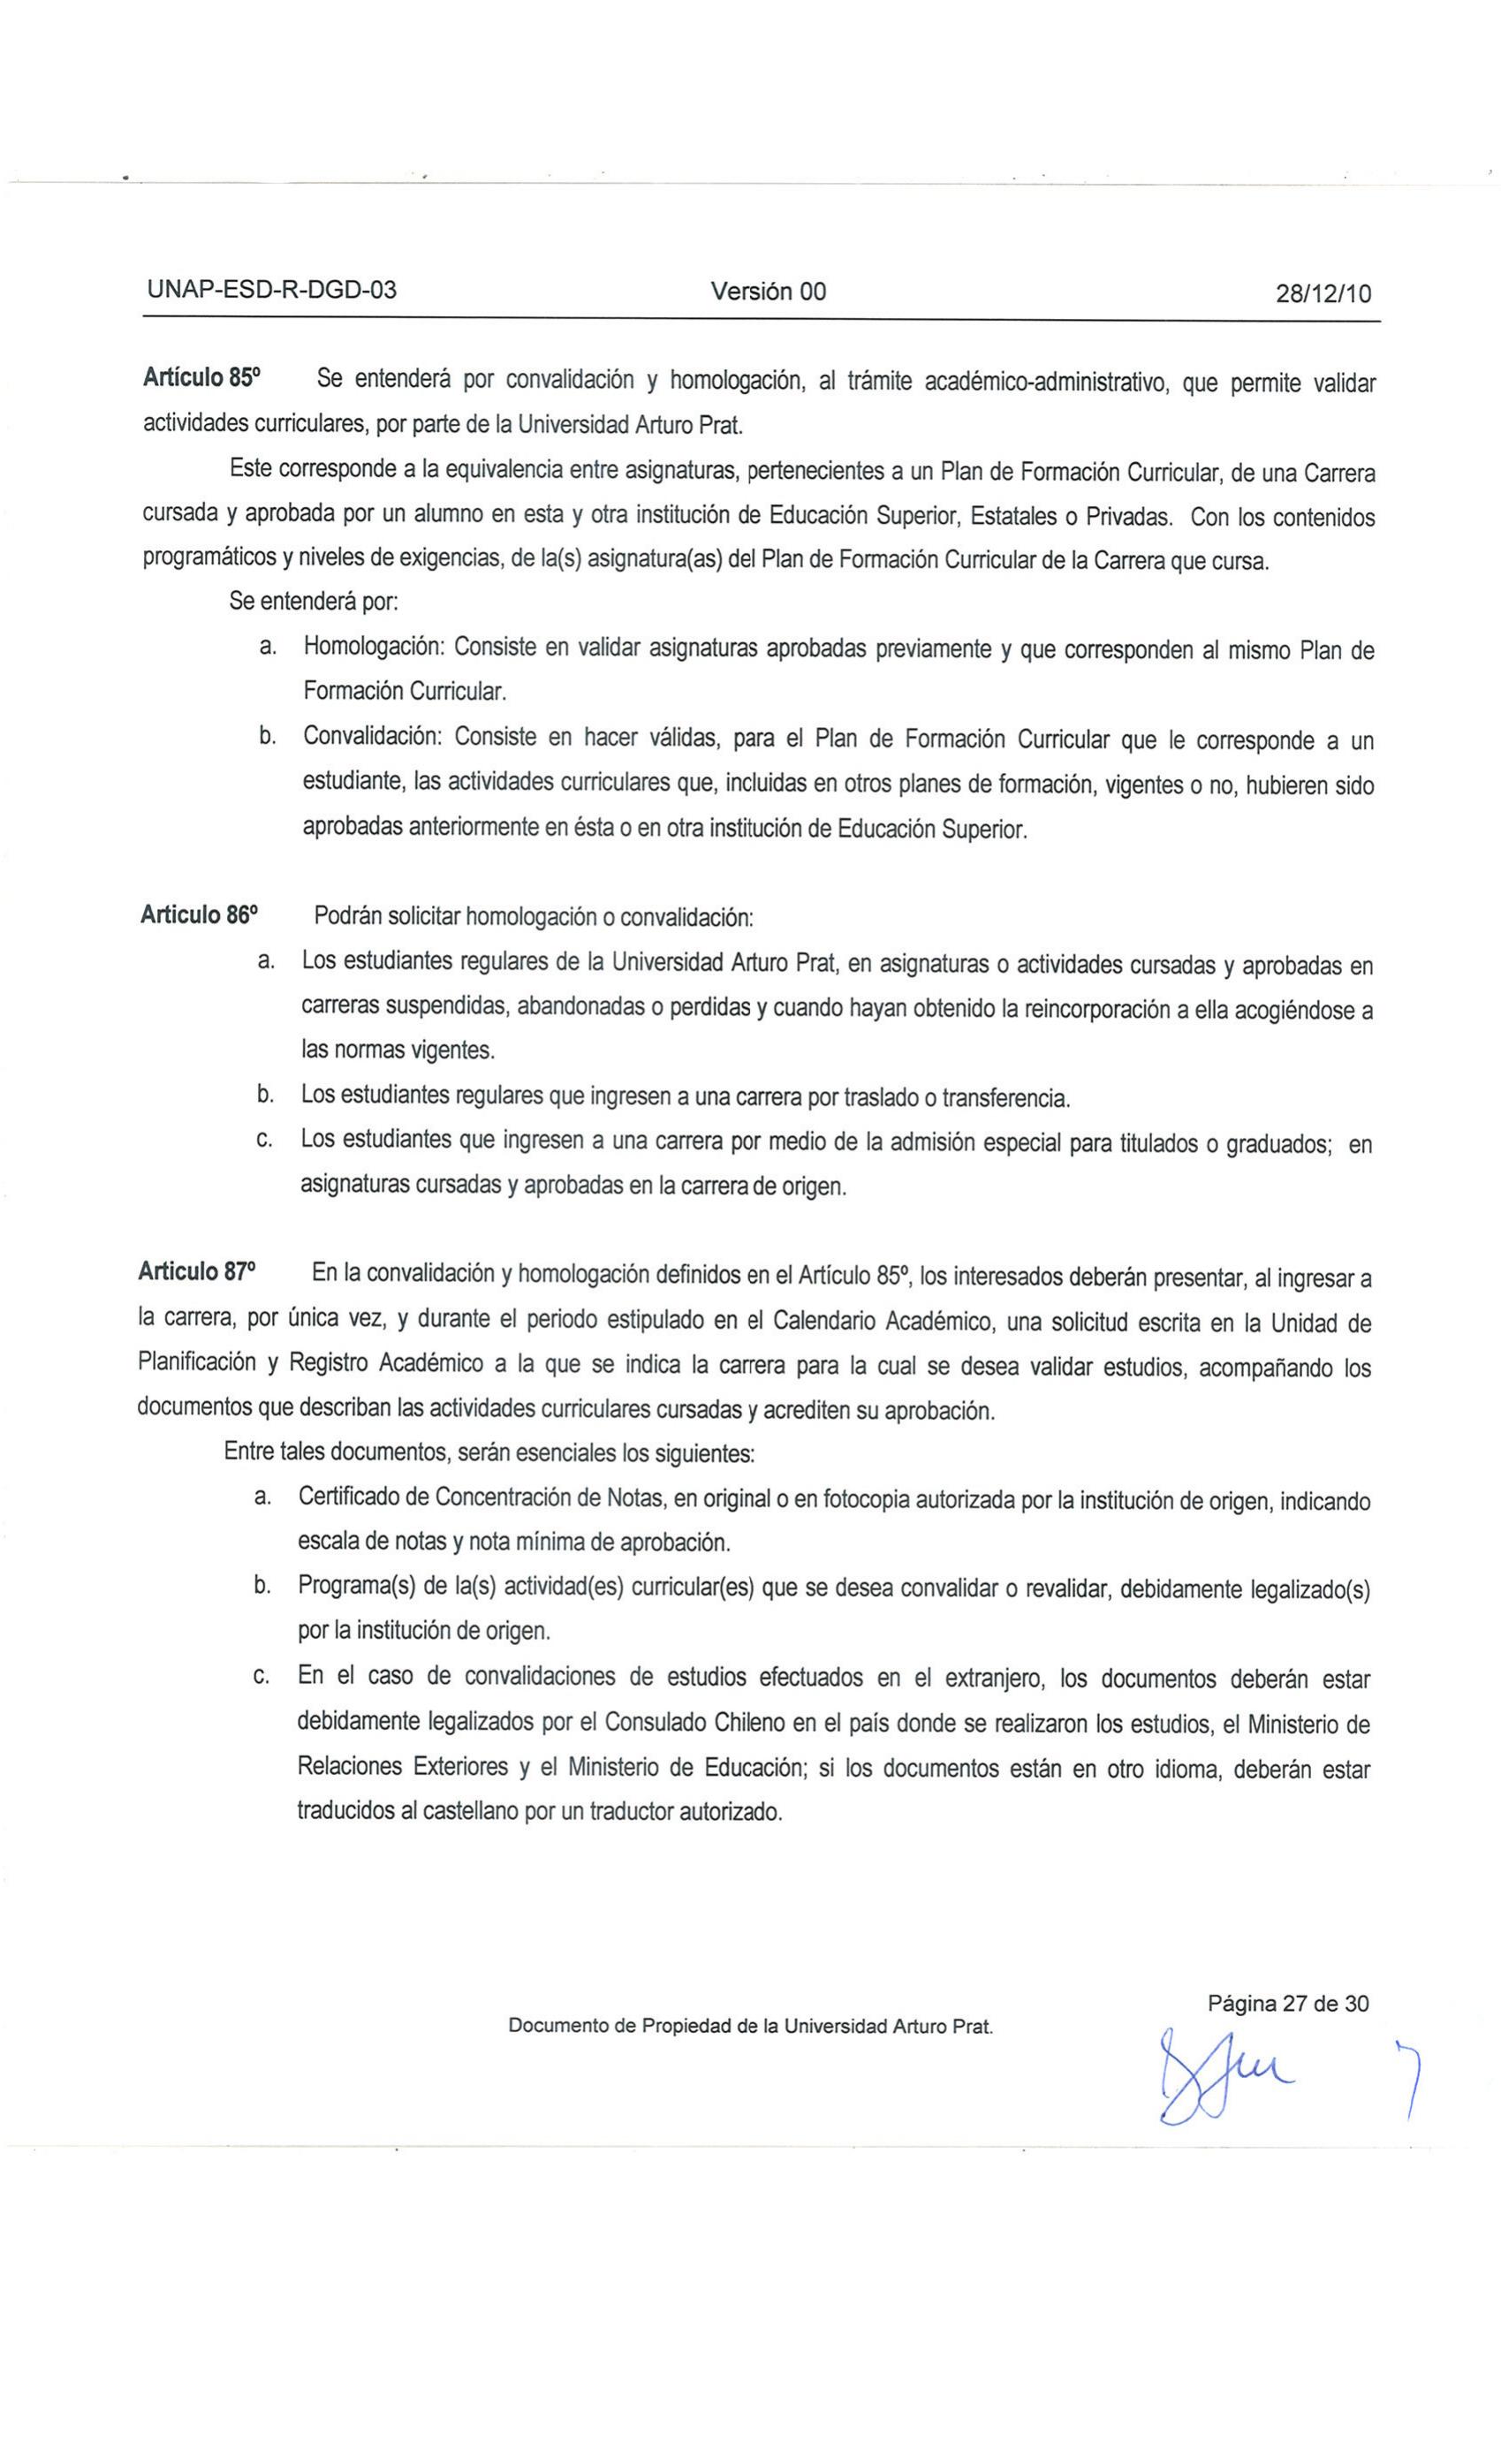 UNAP-ESD-R-DGD-03 Versión 00 28/12/10
Artículo 85º Se entenderá por convalidación y homologación, al trámite académico-administrativo, que permite validar
actividades curriculares, por parte de la Universidad Arturo Prat.
Este corresponde a la equivalencia entre asignaturas, pertenecientes a un Plan de Formación Curricular, de una Carrera
cursada y aprobada por un alumno en esta y otra institución de Educación Superior, Estatales o Privadas. Con los contenidos
programáticos y niveles de exigencias, de la(s) asignatura(as) del Plan de Formación Curricular de la Carrera que cursa.
Se entenderá por:
a. Homologación: Consiste en validar asignaturas aprobadas previamente y que corresponden al mismo Plan de
Formación Curricular.
b. Convalidación: Consiste en hacer válidas, para el Plan de Formación Curricular que le corresponde a un
estudiante, las actividades curriculares que, incluidas en otros planes de formación, vigentes o no, hubieren sido
aprobadas anteriormente en ésta o en otra institución de Educación Superior.
Articulo 86º Podrán solicitar homologación o convalidación:
a. Los estudiantes regulares de la Universidad Arturo Prat, en asignaturas o actividades cursadas y aprobadas en
carreras suspendidas, abandonadas o perdidas y cuando hayan obtenido la reincorporación a ella acogiéndose a
las normas vigentes.
b. Los estudiantes regulares que ingresen a una carrera por traslado o transferencia.
c. Los estudiantes que ingresen a una carrera por medio de la admisión especial para titulados o graduados; en
asignaturas cursadas y aprobadas en la carrera de origen.
Articulo 87º En la convalidación y homologación definidos en el Artículo 85º, los interesados deberán presentar, al ingresar a
la carrera, por única vez, y durante el periodo estipulado en el Calendario Académico, una solicitud escrita en la Unidad de
Planificación y Registro Académico a la que se indica la carrera para la cual se desea validar estudios, acompañando los
documentos que describan las actividades curriculares cursadas y acrediten su aprobación.
Entre tales documentos, serán esenciales los siguientes:
a. Certificado de Concentración de Notas, en original o en fotocopia autorizada por la institución de origen, indicando
escala de notas y nota mínima de aprobación.
b. Programa(s) de la(s) actividad(es) curricular(es) que se desea convalidar o revalidar, debidamente legalizado(s)
por la institución de origen.
c. En el caso de convalidaciones de estudios efectuados en el extranjero, los documentos deberán estar
debidamente legalizados por el Consulado Chileno en el país donde se realizaron los estudios, el Ministerio de
Relaciones Exteriores y el Ministerio de Educación; si los documentos están en otro idioma, deberán estar
traducidos al castellano por un traductor autorizado.
Página 27 de 30
Documento de Propiedad de la Universidad Arturo Prat.